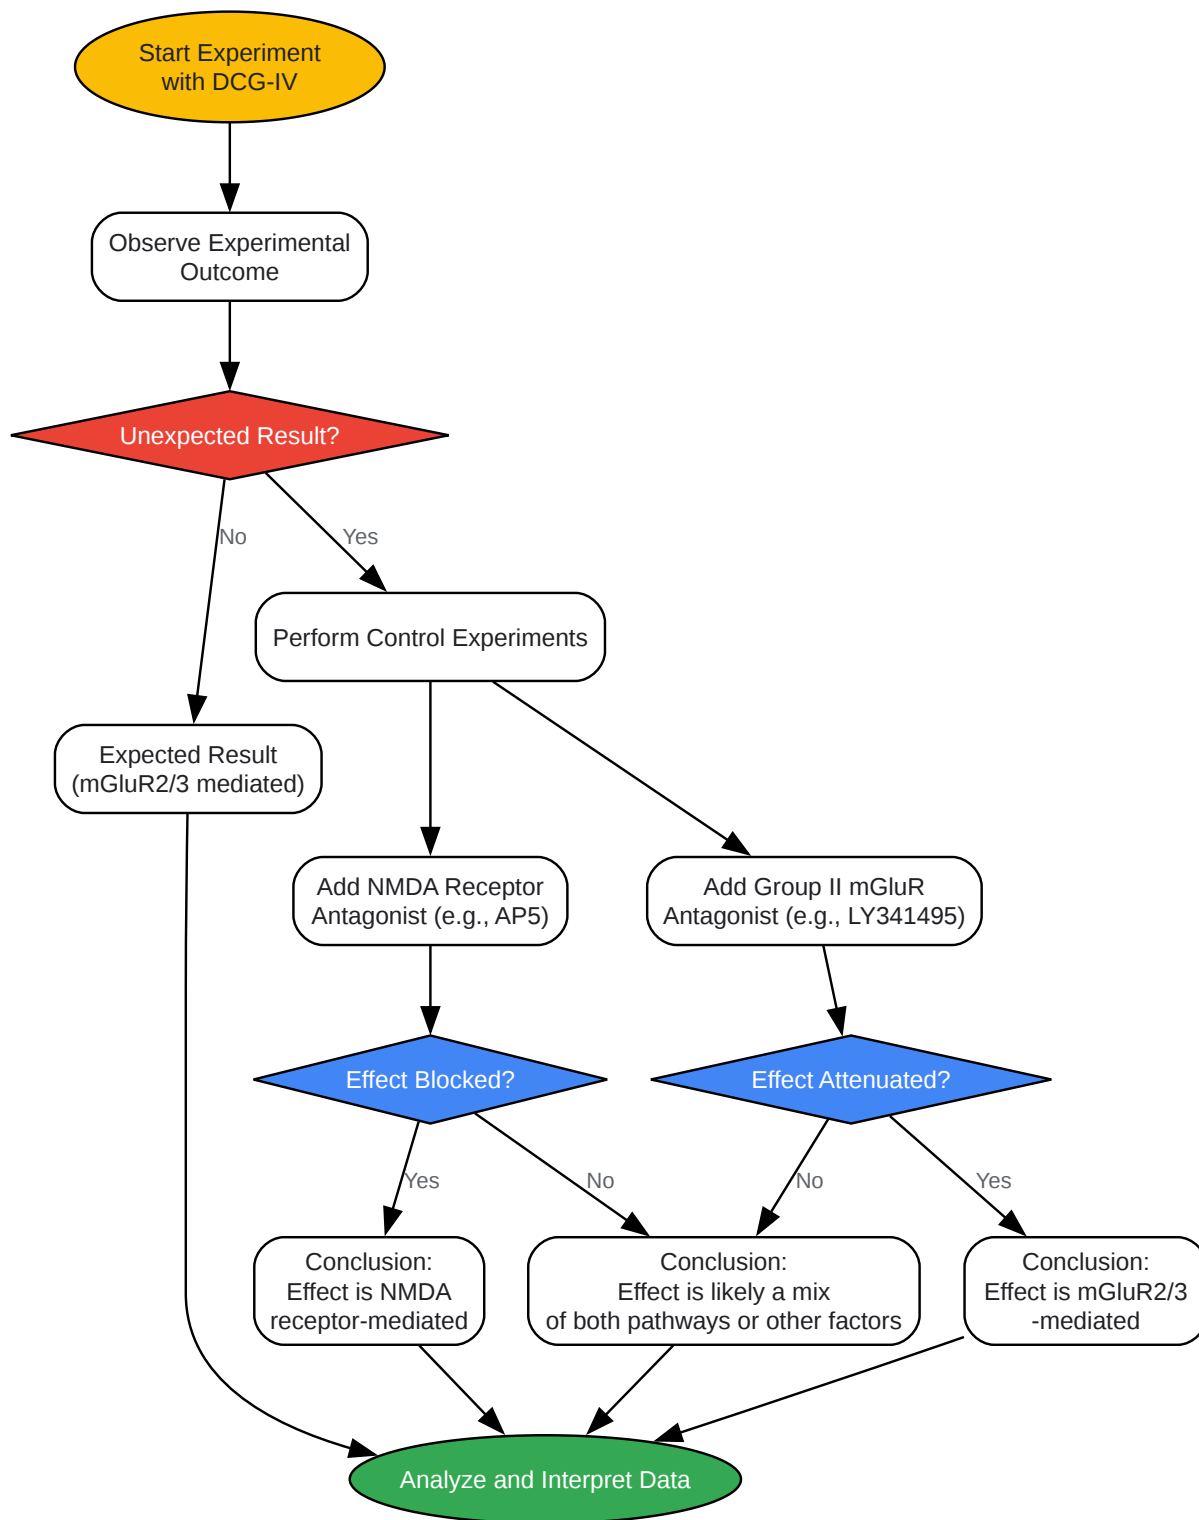 Start Experiment
with DCG-IV
Observe Experimental
Outcome
Unexpected Result?
No
Yes
Perform Control Experiments
Expected Result
(mGluR2/3 mediated)
Add NMDA Receptor
Antagonist (e.g., AP5)
Add Group II mGluR
Antagonist (e.g., LY341495)
Effect Blocked?
Effect Attenuated?
Yes
No
No
Yes
Conclusion:
Effect is NMDA
receptor-mediated
Conclusion:
Effect is likely a mix
of both pathways or other factors
Conclusion:
Effect is mGluR2/3
-mediated
Analyze and Interpret Data